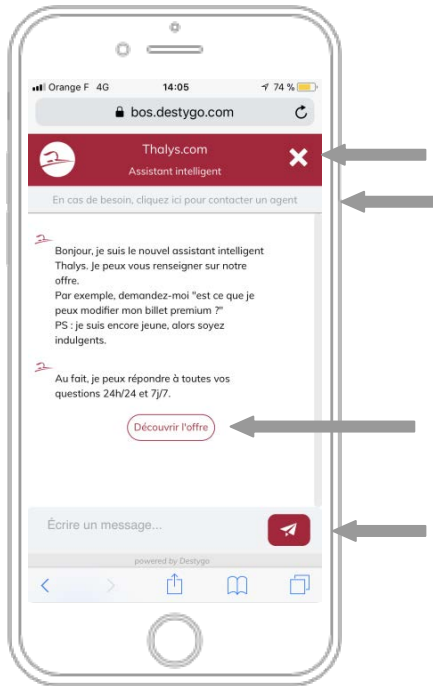 Orange F 4G 14:05 74 %
bos.destygo.com
Thalys.com
Assistant intelligent
En cas de besoin, cliquez ici pour contacter un agent
Bonjour, je suis le nouvel assistant intelligent
Thalys. Je peux vous renseigner sur notre
offre.
Par exemple, demandez-moi "est ce que je
peux modifier mon billet premium ?"
PS : je suis encore jeune, alors soyez
indulgents.
Au fait, je peux répondre à toutes vos
questions 24h/24 et 7j/7.
Découvrir l'offre
Écrire un message...
powered by Destygo